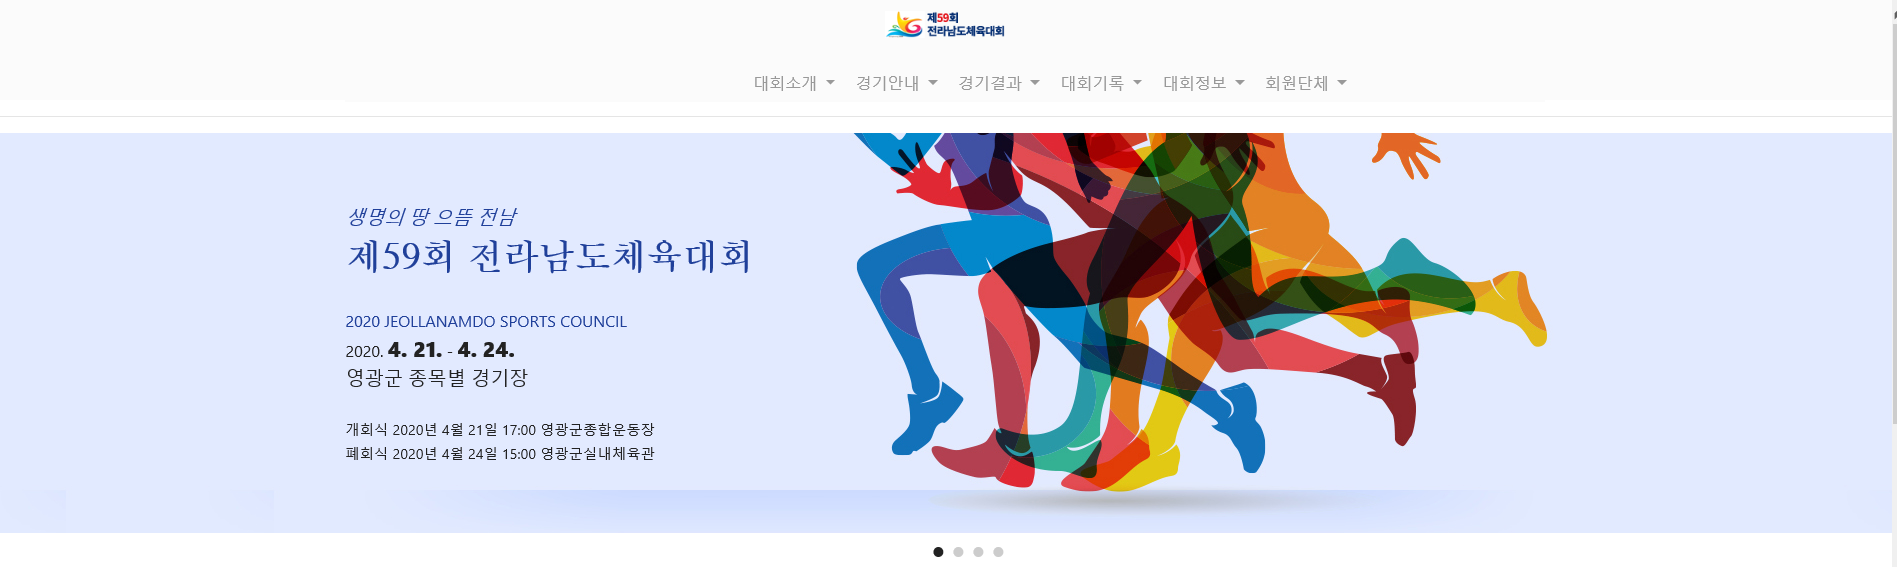 제59회
전라남도체육대회
대회소개 경기안내 경기결과 대회기록 대회정보 회원단체
생명의 땅 으뜸 전남
제59회 전라남도체육대회
2020 JEOLLANAMDO SPORTS COUNCIL
2020. 4. 21. - 4. 24.
영광군 종목별 경기장
개회식 2020년 4월 21일 17:00 영광군종합운동장
폐회식 2020년 4월 24일 15:00 영광군실내체육관